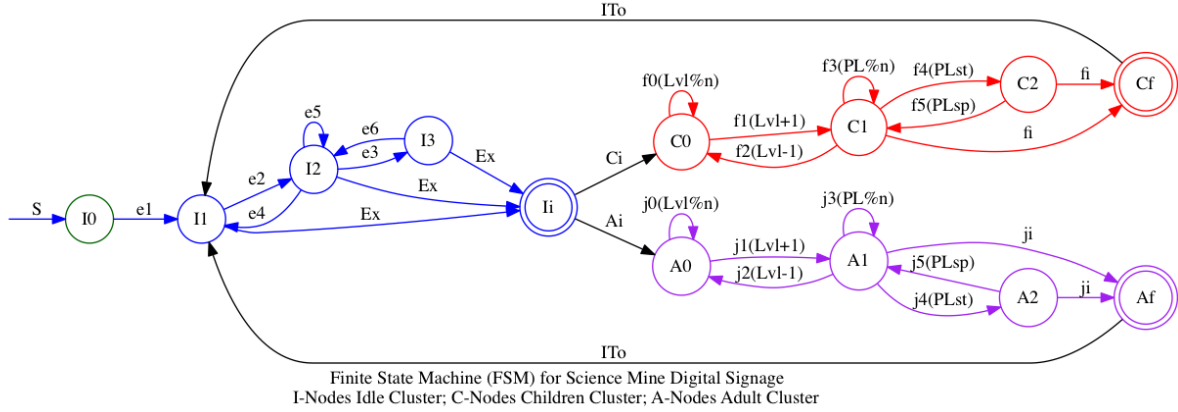 ITo
S
I0
e1
I1
e2
e4
e5
I2
e6
e3
I3
Ex
Ex
Ex
Ii
Ci
Ai
f0(Lvl%n)
C0
f1(Lvl+1)
f2(Lvl-1)
f3(PL%n)
C1
f4(PLst)
f5(PLsp)
C2
fi
fi
Cf
j0(Lvl%n)
A0
j1(Lvl+1)
j2(Lvl-1)
j3(PL%n)
A1
j5(PLsp)
j4(PLst)
A2
ji
ji
Af
ITo
Finite State Machine (FSM) for Science Mine Digital Signage
I-Nodes Idle Cluster; C-Nodes Children Cluster; A-Nodes Adult Cluster